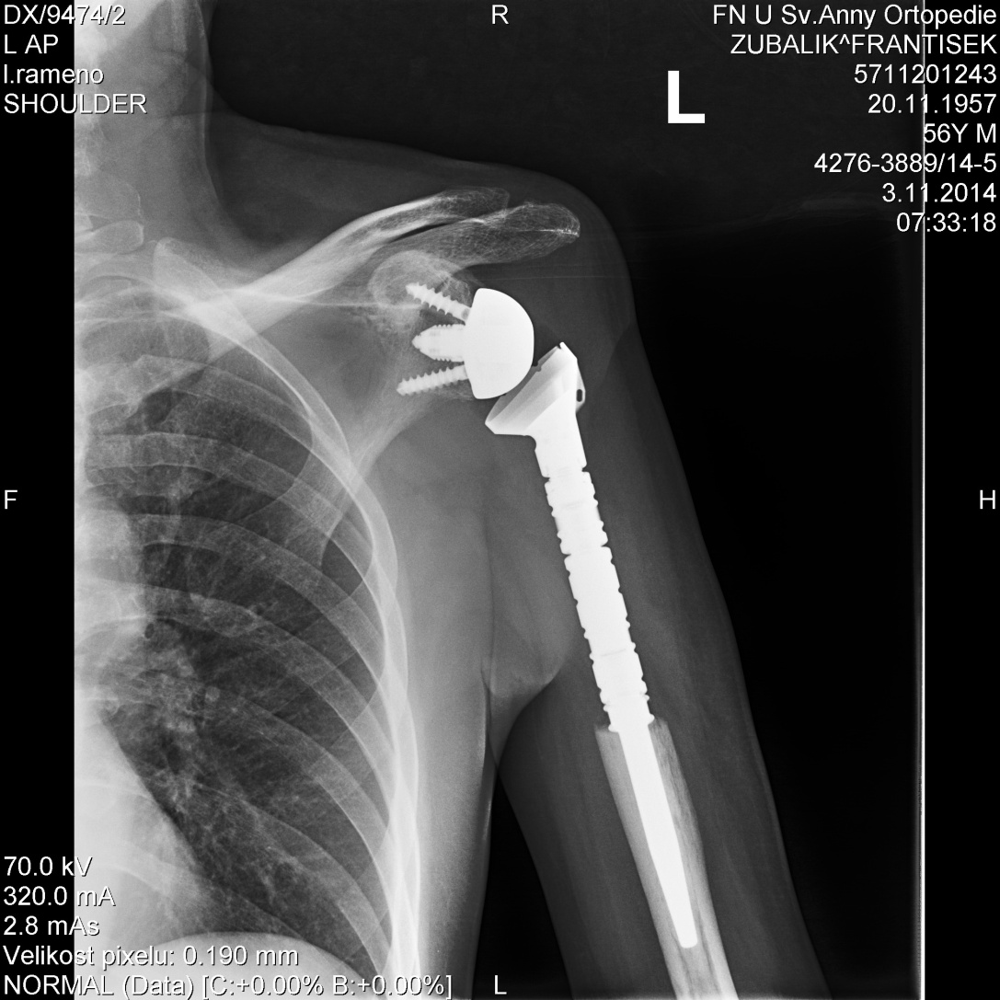 DX/9474/2
L AP
l.rameno
SHOULDER
R
FN U Sv.Anny Ortopedie
ZUBALIK^FRANTISEK
5711201243
20.11.1957
56Y M
4276-3889/14-5
3.11.2014
07:33:18
L
F
H
70.0 kV
320.0 mA
2.8 mAs
Velikost pixelu: 0.190 mm
NORMAL (Data) [C:+0.00% B:+0.00%]
L